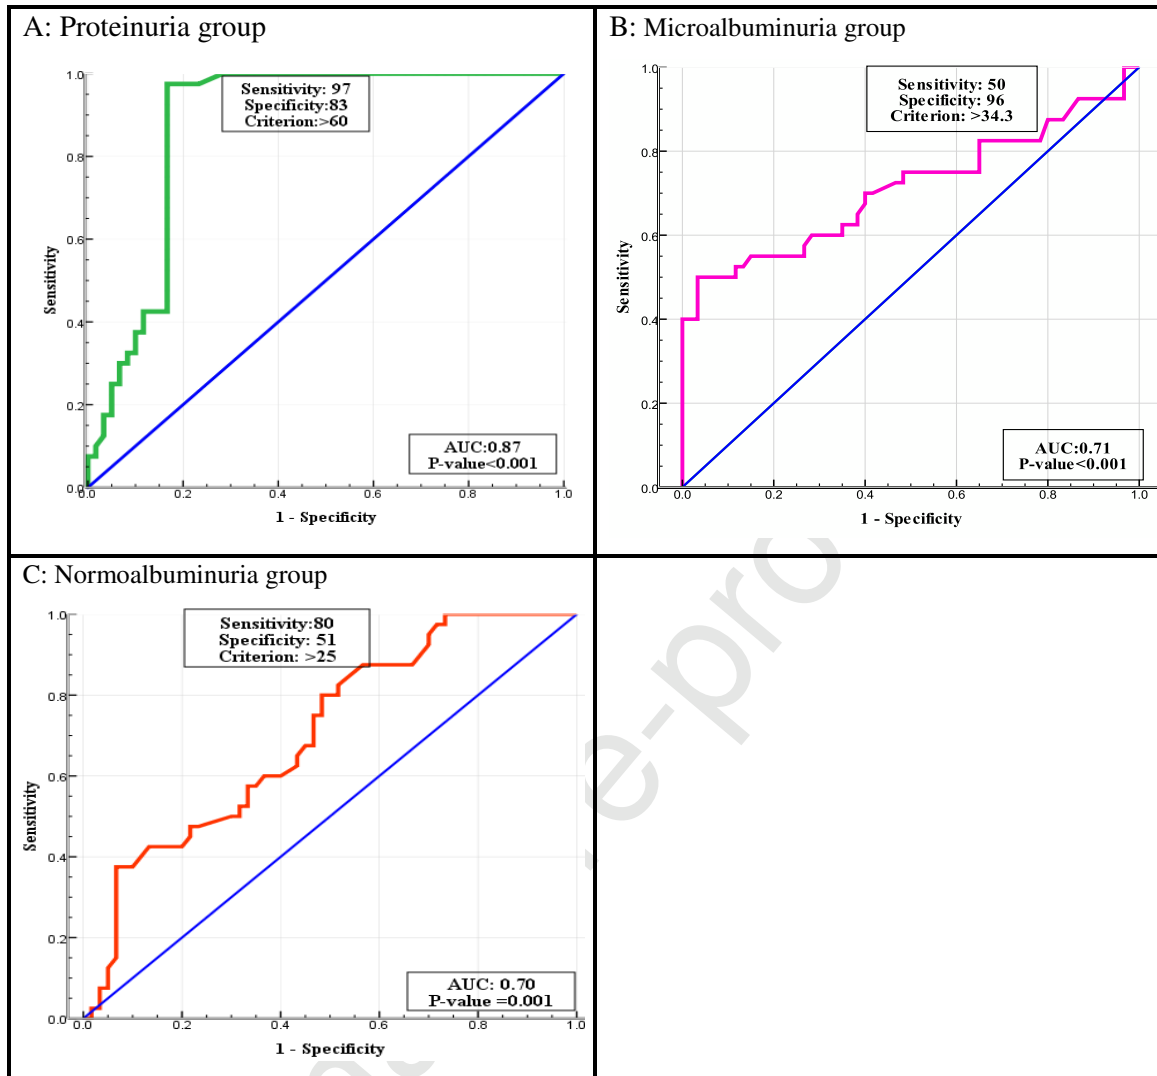 A: Proteinuria group
1.0
0.8
0.6
0.4
0.2
0.0
Sensitivity
Sensitivity: 97
Specificity:83
Criterion:>60
AUC:0.87
P-value<0.001
0.0
0.2
0.4
0.6
0.8
1.0
1 - Specificity
B: Microalbuminuria group
1.0
0.8
0.6
0.4
0.2
0.0
Sensitivity
Sensitivity: 50
Specificity: 96
Criterion: >34.3
AUC:0.71
P-value<0.001
0.0
0.2
0.4
0.6
0.8
1.0
1 - Specificity
C: Normoalbuminuria group
1.0
0.8
0.6
0.4
0.2
0.0
Sensitivity
Sensitivity:80
Specificity: 51
Criterion: >25
AUC: 0.70
P-value =0.001
0.0
0.2
0.4
0.6
0.8
1.0
1 - Specificity
e-pro